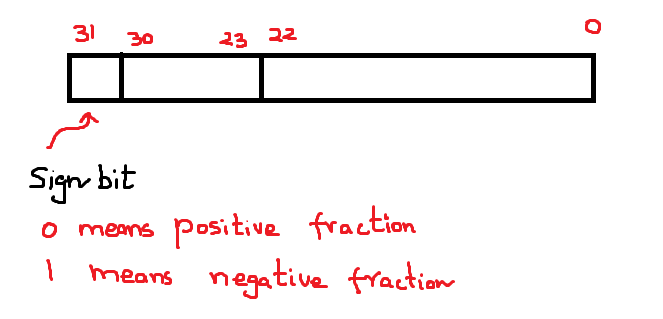 31 30 23 22 0
Sign bit
0 means positive fraction
1 means negative fraction